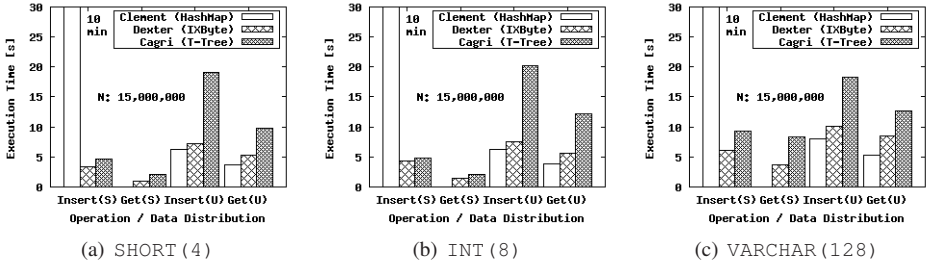 Execution Time [s]
30
25
20
15
10
5
0
10
min
Clement (HashMap)
Dexter (IXByte)
Cagri (T-Tree)
N: 15,000,000
Insert(S) Get(S) Insert(U) Get(U)
Operation / Data Distribution
(a) SHORT(4)
Execution Time [s]
30
25
20
15
10
5
0
10
min
Clement (HashMap)
Dexter (IXByte)
Cagri (T-Tree)
N: 15,000,000
Insert(S) Get(S) Insert(U) Get(U)
Operation / Data Distribution
(b) INT(8)
Execution Time [s]
30
25
20
15
10
5
0
10
min
Clement (HashMap)
Dexter (IXByte)
Cagri (T-Tree)
N: 15,000,000
Insert(S) Get(S) Insert(U) Get(U)
Operation / Data Distribution
(c) VARCHAR(128)